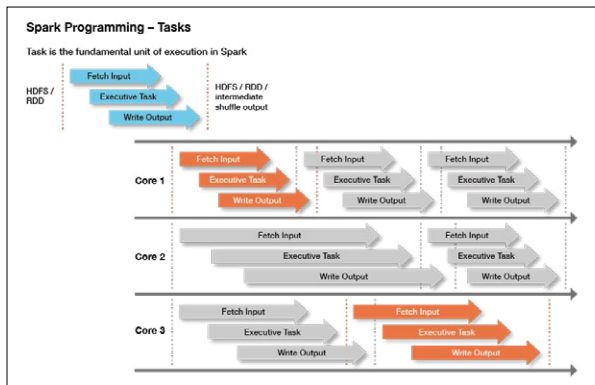 Spark Programming – Tasks
Task is the fundamental unit of execution in Spark
HDFS /
RDD
Fetch Input
Executive Task
Write Output
HDFS / RDD /
intermediate
shuffle output
Core 1
Fetch Input
Executive Task
Write Output
Fetch Input
Executive Task
Write Output
Fetch Input
Executive Task
Write Output
Core 2
Fetch Input
Executive Task
Write Output
Fetch Input
Executive Task
Write Output
Core 3
Fetch Input
Executive Task
Write Output
Fetch Input
Executive Task
Write Output